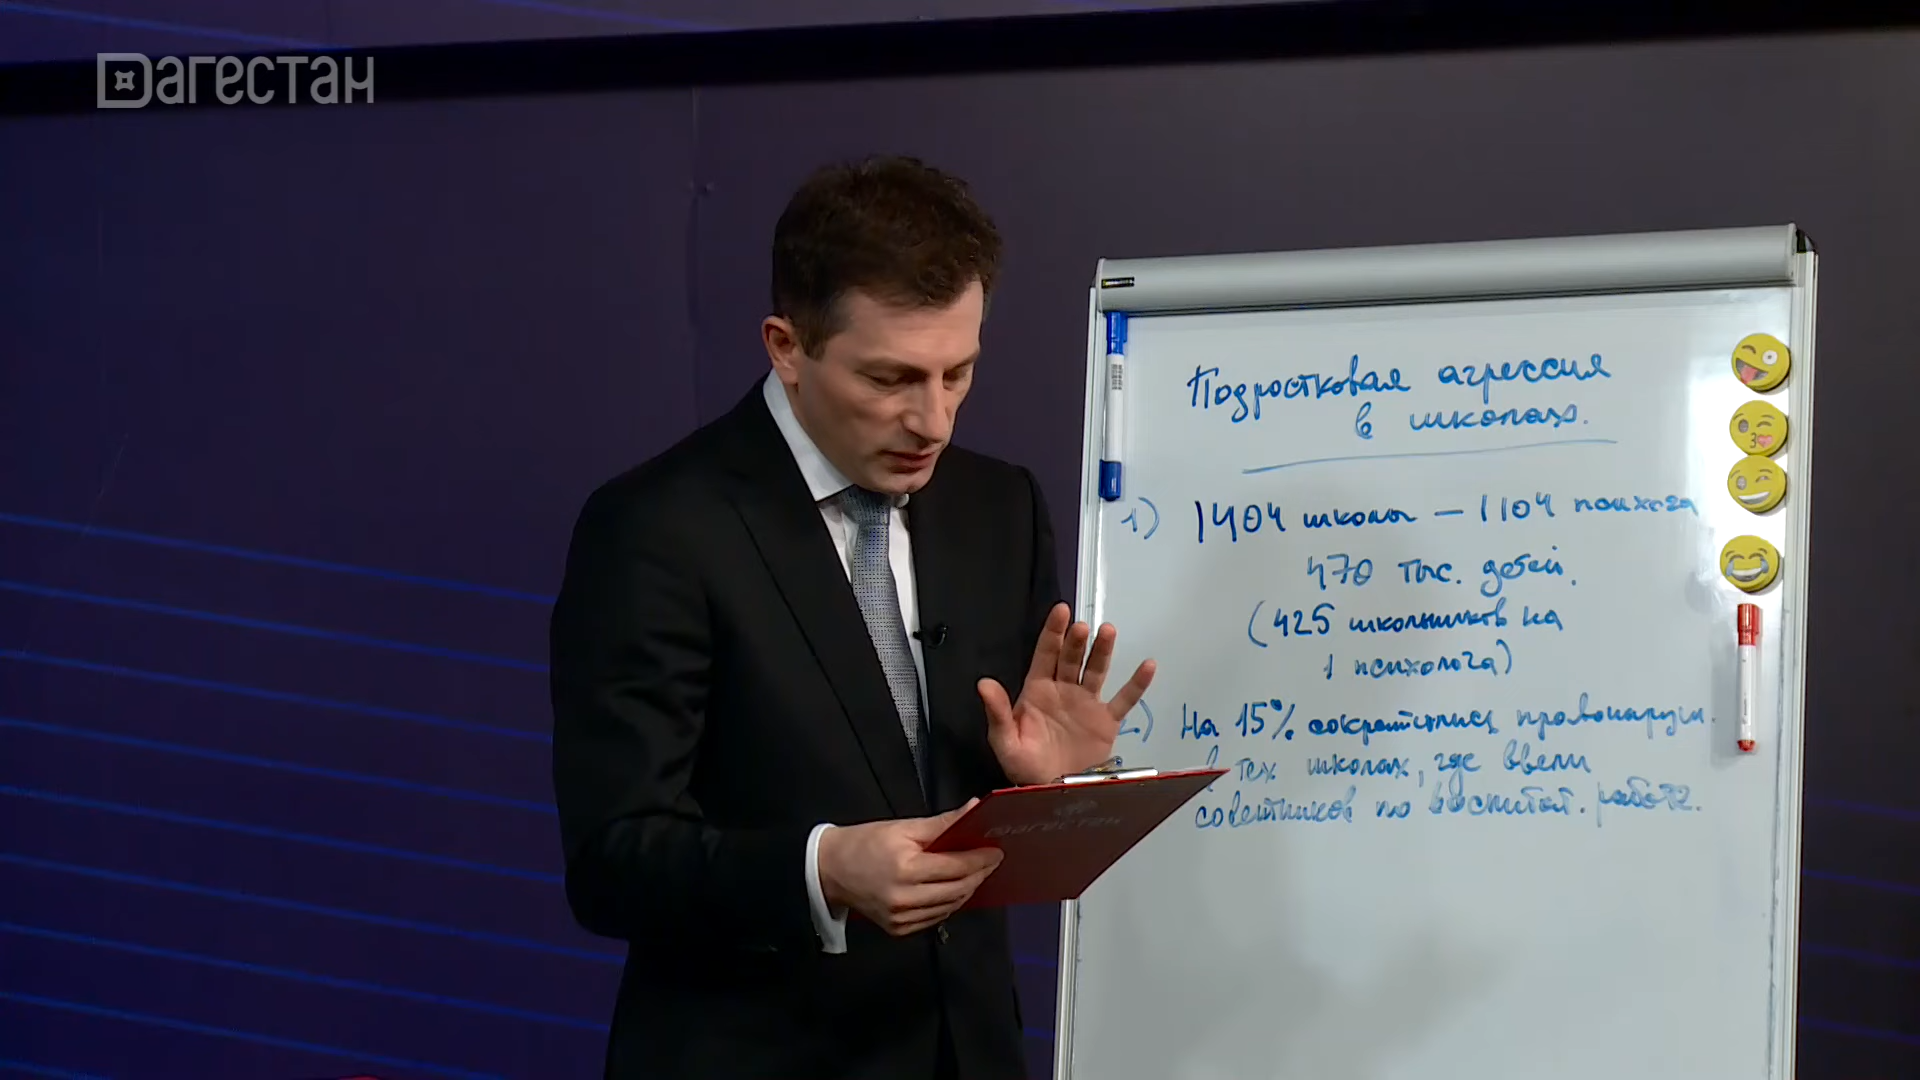 Дагестан
Подростковая агрессия
в школах.
1) 1404 школы – 1104 психолога
470 тыс. детей.
(425 школьников на
1 психолога)
2.) На 15% сократились правонаруш.
в тех школах, где ввели
советников по воспитат. работе.
Дагестан